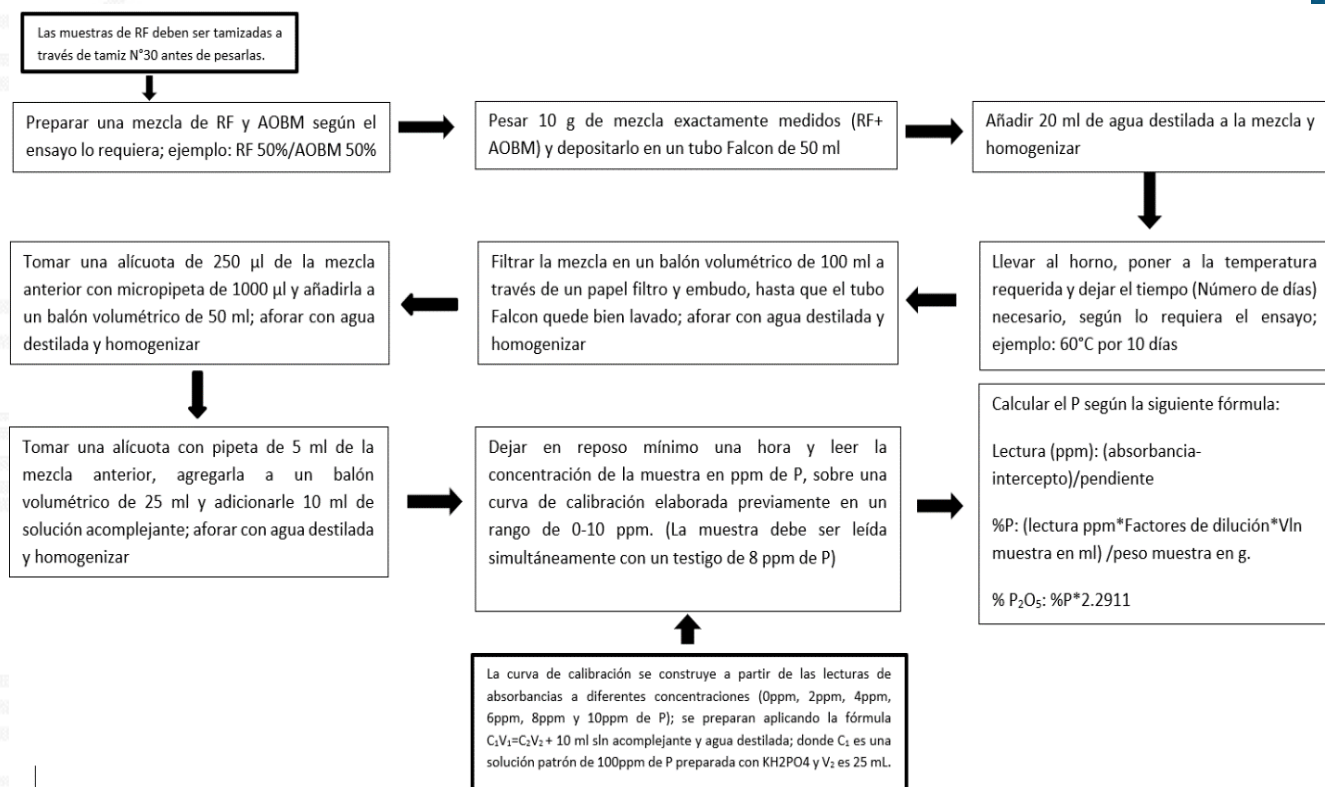 Las muestras de RF deben ser tamizadas a
través de tamiz N°30 antes de pesarlas.
Preparar una mezcla de RF y AOBM según el
ensayo lo requiera; ejemplo: RF 50%/AOBM 50%
Pesar 10 g de mezcla exactamente medidos (RF+
AOBM) y depositarlo en un tubo Falcon de 50 ml
Añadir 20 ml de agua destilada a la mezcla y
homogenizar
Llevar al horno, poner a la temperatura
requerida y dejar el tiempo (Número de días)
necesario, según lo requiera el ensayo;
ejemplo: 60°C por 10 días
Filtrar la mezcla en un balón volumétrico de 100 ml a
través de un papel filtro y embudo, hasta que el tubo
Falcon quede bien lavado; aforar con agua destilada y
homogenizar
Tomar una alícuota de 250 µl de la mezcla
anterior con micropipeta de 1000 µl y añadirla a
un balón volumétrico de 50 ml; aforar con agua
destilada y homogenizar
Tomar una alícuota con pipeta de 5 ml de la
mezcla anterior, agregarla a un balón
volumétrico de 25 ml y adicionarle 10 ml de
solución acomplejante; aforar con agua destilada
y homogenizar
Dejar en reposo mínimo una hora y leer la
concentración de la muestra en ppm de P, sobre una
curva de calibración elaborada previamente en un
rango de 0-10 ppm. (La muestra debe ser leída
simultáneamente con un testigo de 8 ppm de P)
Calcular el P según la siguiente fórmula:
Lectura (ppm): (absorbancia-
intercepto)/pendiente
%P: (lectura ppm*Factores de dilución*Vln
muestra en ml) /peso muestra en g.
% P₂O₅: %P*2.2911
La curva de calibración se construye a partir de las lecturas de
absorbancias a diferentes concentraciones (0ppm, 2ppm, 4ppm,
6ppm, 8ppm y 10ppm de P); se preparan aplicando la fórmula
C₁V₁=C₂V₂ + 10 ml sln acomplejante y agua destilada; donde C₁ es una
solución patrón de 100ppm de P preparada con KH2PO4 y V₂ es 25 mL.